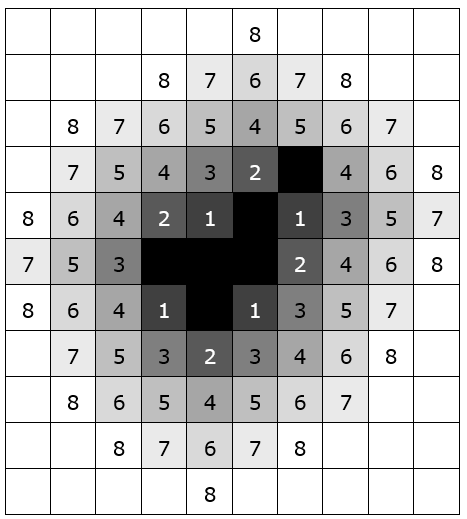 8
8 7 6 7 8
8 7 6 5 4 5 6 7
7 5 4 3 2 4 6 8
8 6 4 2 1 1 3 5 7
7 5 3 2 4 6 8
8 6 4 1 1 3 5 7
7 5 3 2 3 4 6 8
8 6 5 4 5 6 7
8 7 6 7 8
8